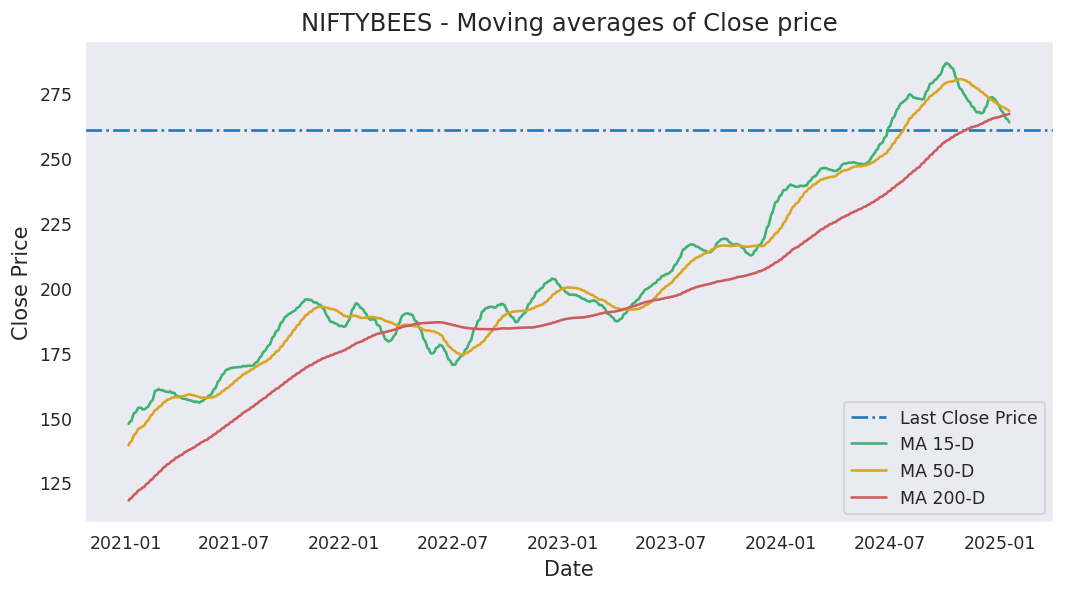 NIFTYBEES - Moving averages of Close price
Close Price
275
250
225
200
175
150
125
2021-01 2021-07 2022-01 2022-07 2023-01 2023-07 2024-01 2024-07 2025-01
Date
Last Close Price
MA 15-D
MA 50-D
MA 200-D